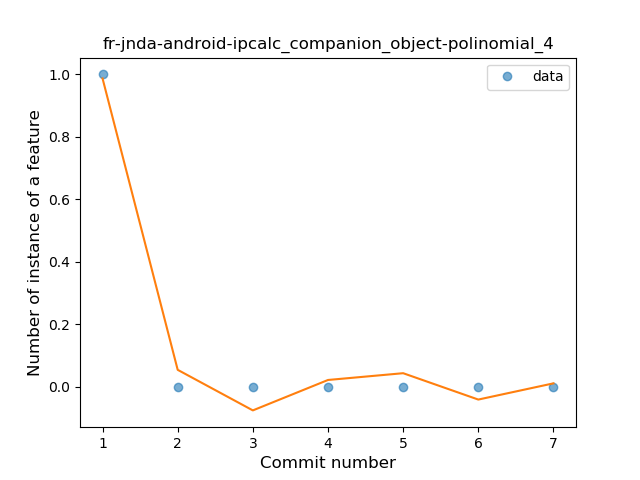 fr-jnda-android-ipcalc_companion_object-polinomial_4
data
Number of instance of a feature
1.0
0.8
0.6
0.4
0.2
0.0
1 2 3 4 5 6 7
Commit number